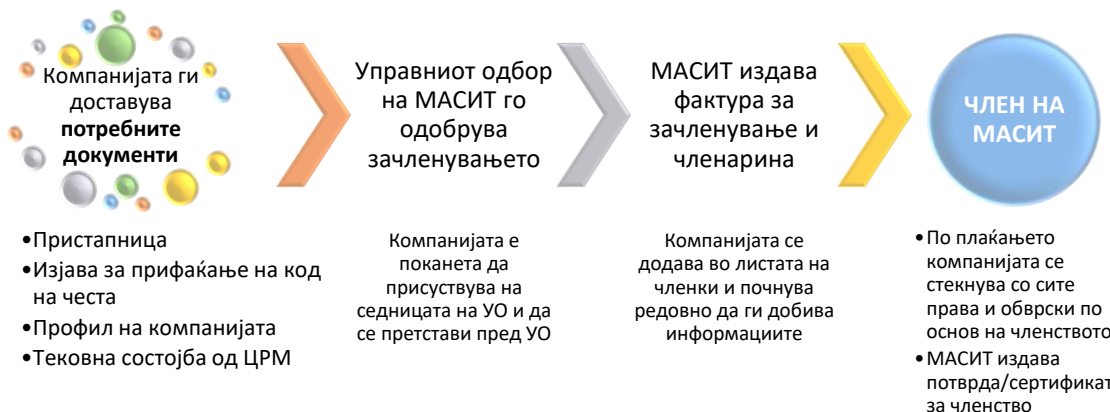 Компанијата ги
доставува
потребните
документи
•Пристапница
•Изјава за прифаќање на код
на честа
•Профил на компанијата
•Тековна состојба од ЦРМ
Управниот одбор
на МАСИТ го
одобрува
зачленувањето
Компанијата е
поканета да
присуствува на
седницата на УО и да
се претстави пред УО
МАСИТ издава
фактура за
зачленување и
членарина
Компанијата се
додава во листата на
членки и почнува
редовно да ги добива
информациите
ЧЛЕН НА
МАСИТ
•По плаќањето
компанијата се
стекнува со сите
права и обврски по
основ на членството
•МАСИТ издава
потврда/сертификат
за членство